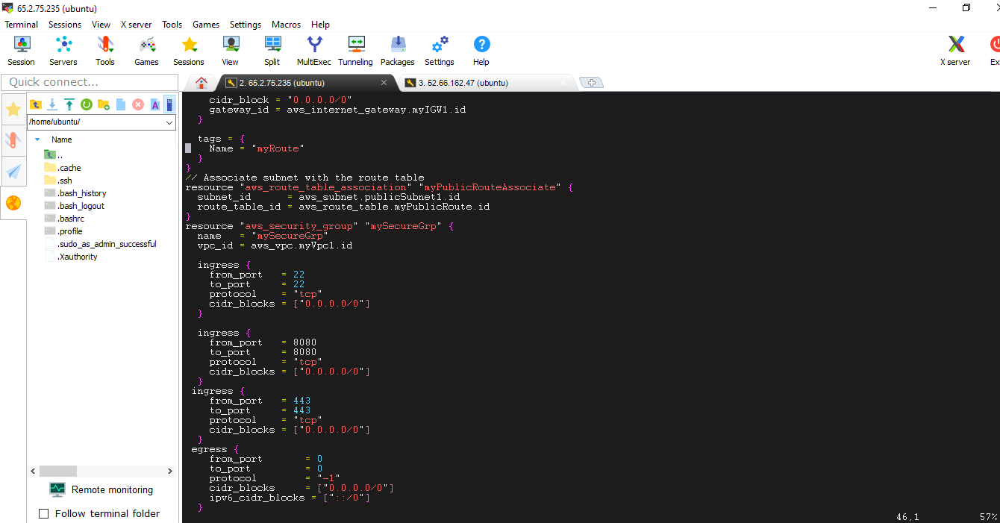 65.2.75.235 (ubuntu)
Terminal Sessions View X server Tools Games Settings Macros Help
Session Servers Tools Games Sessions View Split MultiExec Tunneling Packages Settings Help X server Ex
Quick connect...
2. 65.2.75.235 (ubuntu)
3. 52.66.162.47 (ubuntu)
/home/ubuntu/
Name
..
.cache
.ssh
.bash_history
.bash_logout
.bashrc
.profile
.sudo_as_admin_successful
.Xauthority
Remote monitoring
Follow terminal folder
    cidr_block = "0.0.0.0/0"
    gateway_id = aws_internet_gateway.myIGW1.id
  }

  tags = {
    Name = "myRoute"
  }
}
// Associate subnet with the route table
resource "aws_route_table_association" "myPublicRouteAssociate" {
  subnet_id      = aws_subnet.publicSubnet1.id
  route_table_id = aws_route_table.myPublicRoute.id
}
resource "aws_security_group" "mySecureGrp" {
  name   = "mySecureGrp"
  vpc_id = aws_vpc.myVpc1.id

  ingress {
    from_port   = 22
    to_port     = 22
    protocol    = "tcp"
    cidr_blocks = ["0.0.0.0/0"]
  }

  ingress {
    from_port   = 8080
    to_port     = 8080
    protocol    = "tcp"
    cidr_blocks = ["0.0.0.0/0"]
  }
 ingress {
    from_port   = 443
    to_port     = 443
    protocol    = "tcp"
    cidr_blocks = ["0.0.0.0/0"]
  }
 egress {
    from_port       = 0
    to_port         = 0
    protocol        = "-1"
    cidr_blocks     = ["0.0.0.0/0"]
    ipv6_cidr_blocks = ["::/0"]
  }
46,1 57%